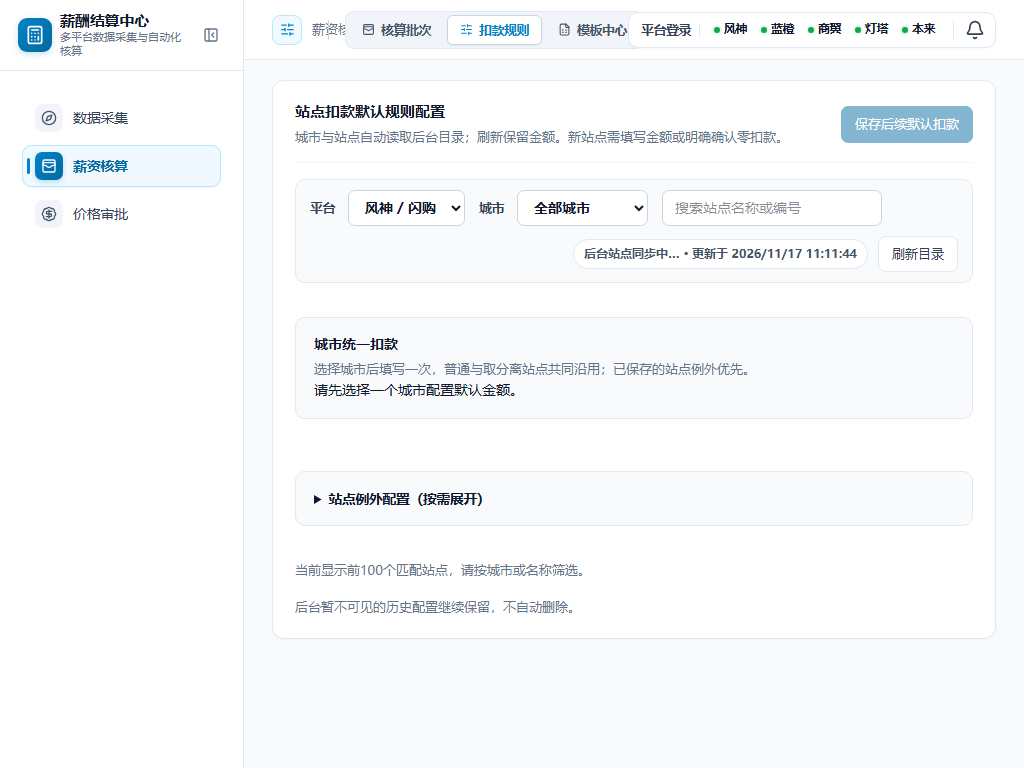 薪酬结算中心
多平台数据采集与自动化
核算
数据采集
薪资核算
价格审批
薪资
核算批次
扣款规则
模板中心
平台登录
风神
蓝橙
商巽
灯塔
本来
站点扣款默认规则配置
城市与站点自动读取后台目录；刷新保留金额。新站点需填写金额或明确确认零扣款。
保存后续默认扣款
平台
风神 / 闪购
城市
全部城市
搜索站点名称或编号
后台站点同步中... • 更新于 2026/11/17 11:11:44
刷新目录
城市统一扣款
选择城市后填写一次，普通与取分离站点共同沿用；已保存的站点例外优先。
请先选择一个城市配置默认金额。
站点例外配置（按需展开）
当前显示前100个匹配站点，请按城市或名称筛选。
后台暂不可见的历史配置继续保留，不自动删除。